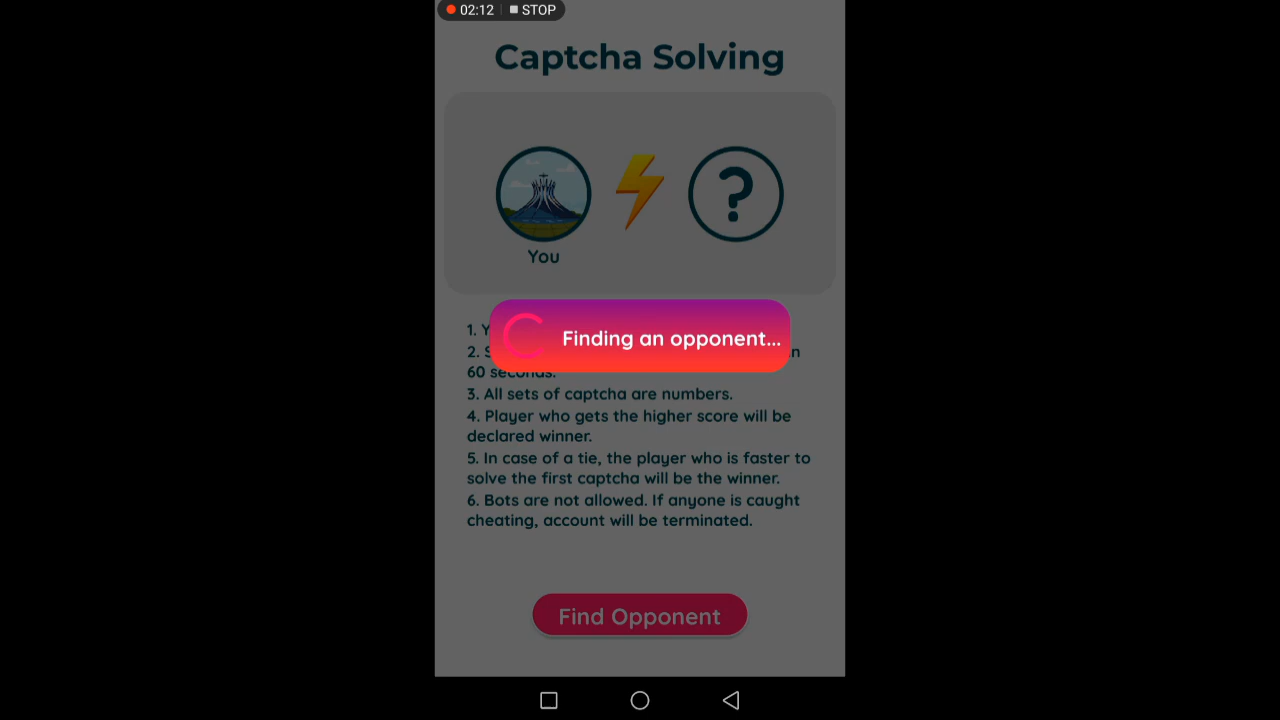 02:12 STOP
Captcha Solving
?
You
Finding an opponent...
1. Y
2. S n
60 seconds.
3. All sets of captcha are numbers.
4. Player who gets the higher score will be
declared winner.
5. In case of a tie, the player who is faster to
solve the first captcha will be the winner.
6. Bots are not allowed. If anyone is caught
cheating, account will be terminated.
Find Opponent